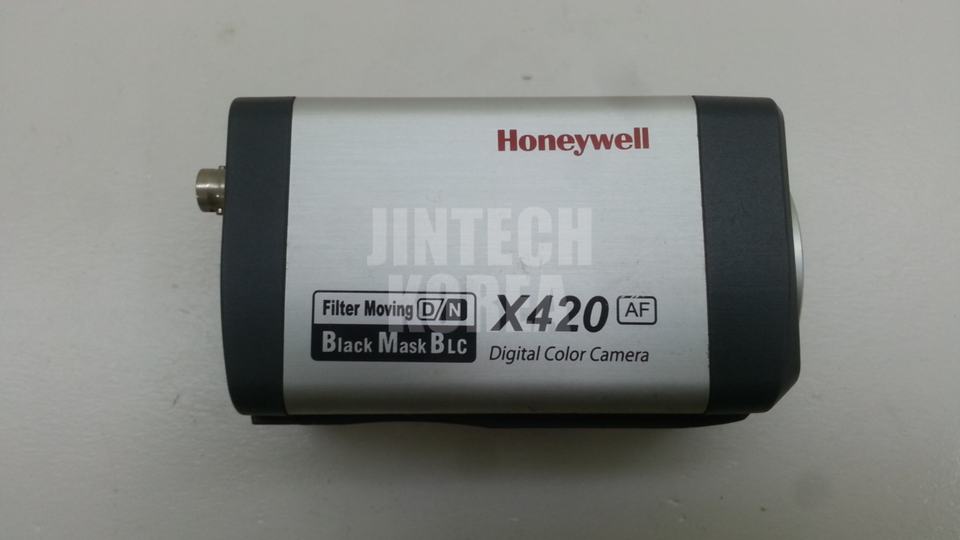 Honeywell
JINTECH
KOREA
Filter Moving D/N
X420 AF
Black Mask BLC
Digital Color Camera